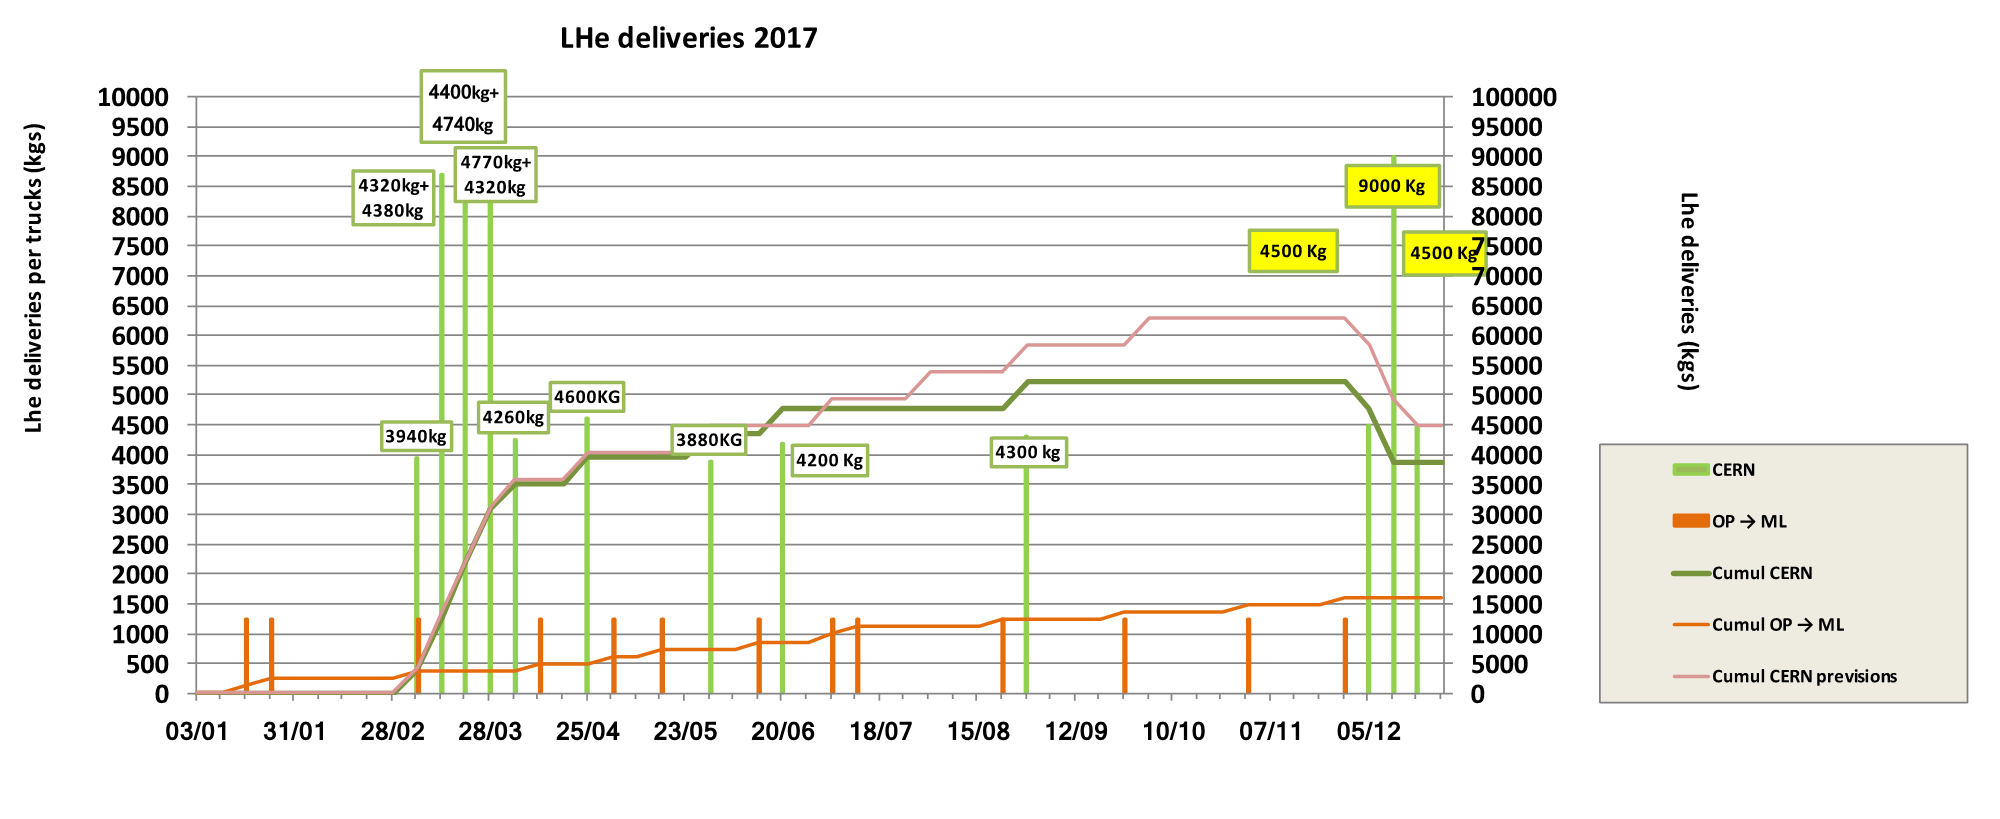 LHe deliveries 2017
Lhe deliveries per trucks (kgs)
10000
9500
9000
8500
8000
7500
7000
6500
6000
5500
5000
4500
4000
3500
3000
2500
2000
1500
1000
500
0
4400kg+
4740kg
4770kg+
4320kg
4320kg+
4380kg
9000 Kg
4500 Kg
4500 Kg
4600KG
4260kg
3940kg
3880KG
4200 Kg
4300 kg
100000
95000
90000
85000
80000
75000
70000
65000
60000
55000
50000
45000
40000
35000
30000
25000
20000
15000
10000
5000
0
Lhe deliveries (kgs)
03/01 31/01 28/02 28/03 25/04 23/05 20/06 18/07 15/08 12/09 10/10 07/11 05/12
CERN
OP → ML
Cumul CERN
Cumul OP → ML
Cumul CERN previsions